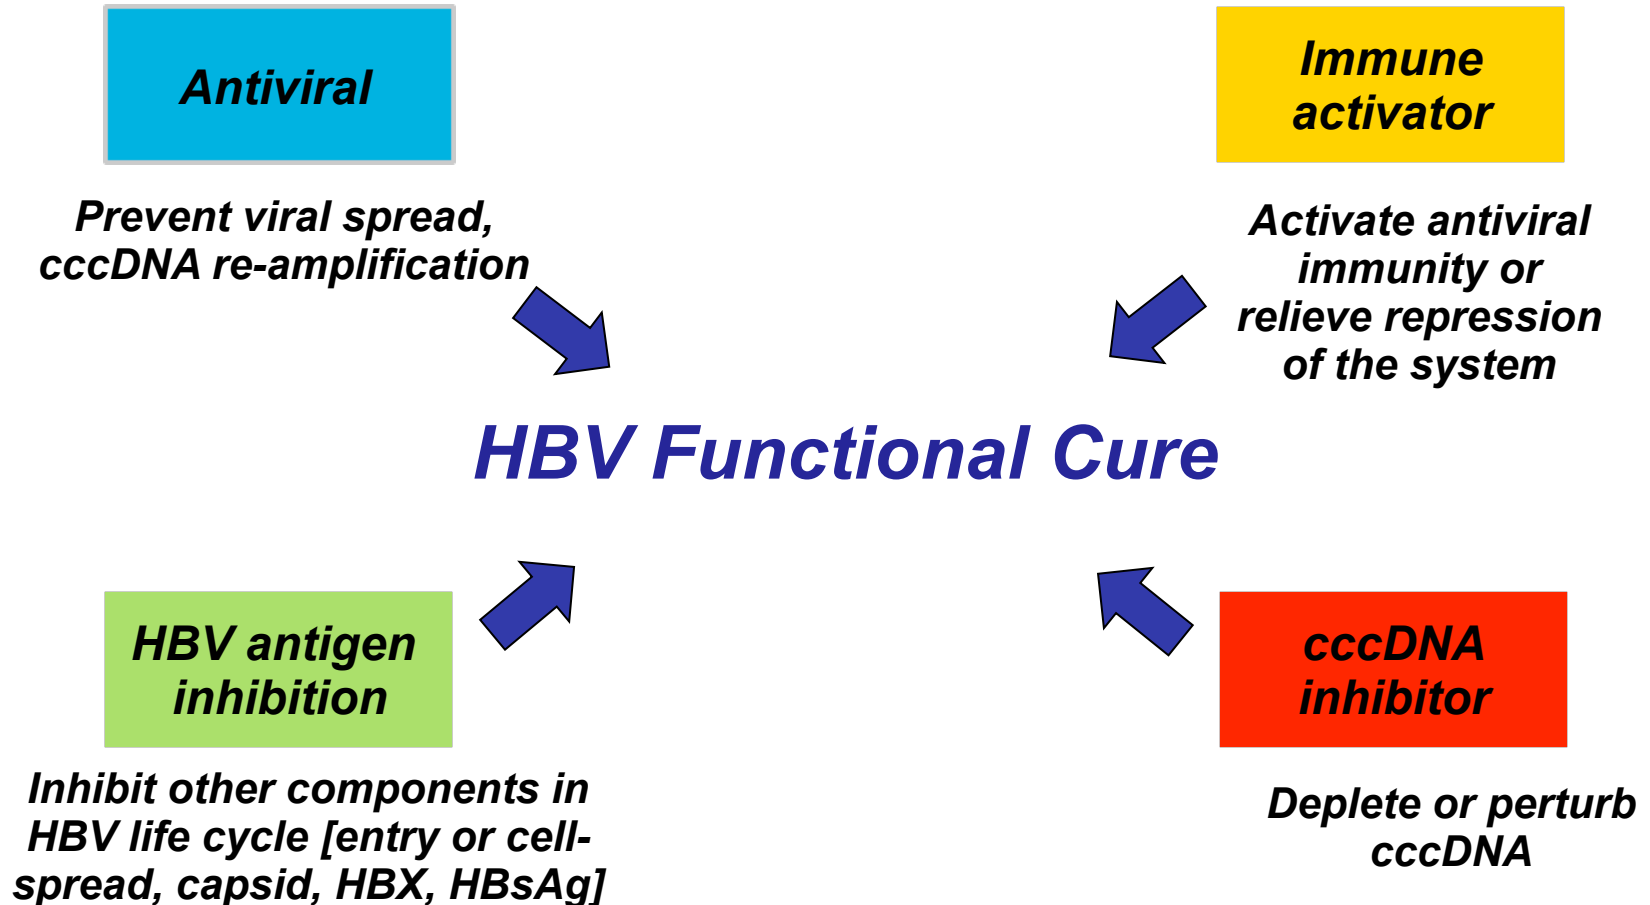 Antiviral
Prevent viral spread,
cccDNA re-amplification
Immune
activator
Activate antiviral
immunity or
relieve repression
of the system
HBV Functional Cure
HBV antigen
inhibition
Inhibit other components in
HBV life cycle [entry or cell-
spread, capsid, HBX, HBsAg]
cccDNA
inhibitor
Deplete or perturb
cccDNA